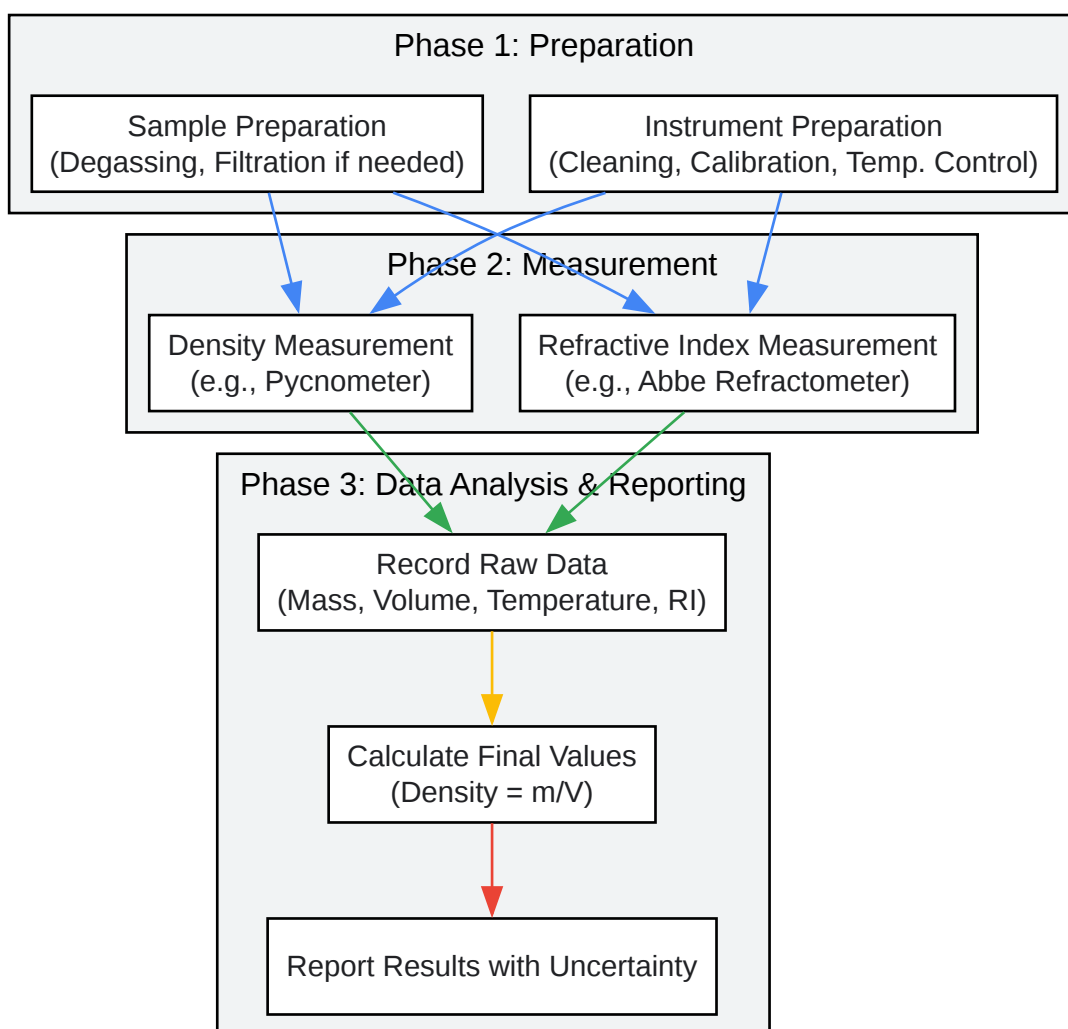 Phase 1: Preparation
Sample Preparation
(Degassing, Filtration if needed)
Instrument Preparation
(Cleaning, Calibration, Temp. Control)
Phase 2: Measurement
Density Measurement
(e.g., Pycnometer)
Refractive Index Measurement
(e.g., Abbe Refractometer)
Phase 3: Data Analysis & Reporting
Record Raw Data
(Mass, Volume, Temperature, RI)
Calculate Final Values
(Density = m/V)
Report Results with Uncertainty